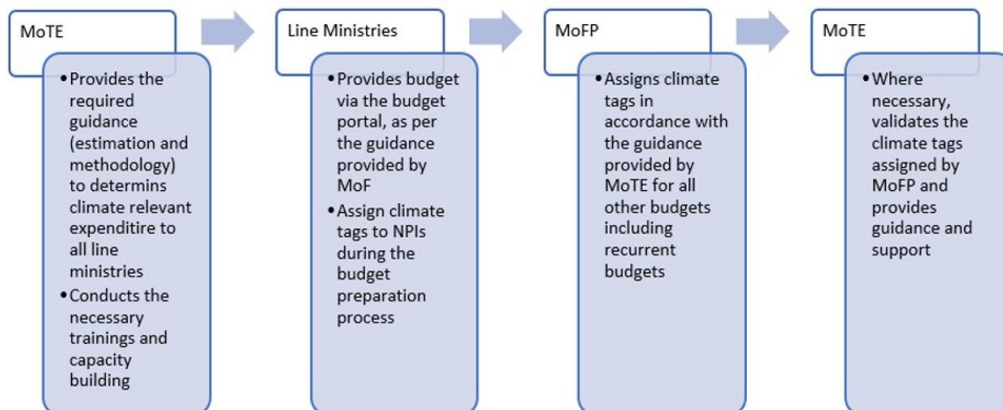 MoTE
•Provides the
required
guidance
(estimation and
methodology)
to determins
climate relevant
expenditire to
all line
ministries
•Conducts the
necessary
trainings and
capacity
building
Line Ministries
•Provides budget
via the budget
portal, as per
the guidance
provided by
MoF
•Assign climate
tags to NPIs
during the
budget
preparation
process
MoFP
•Assigns climate
tags in
accordance with
the guidance
provided by
MoTE for all
other budgets
including
recurrent
budgets
MoTE
•Where
necessary,
validates the
climate tags
assigned by
MoFP and
provides
guidance and
support